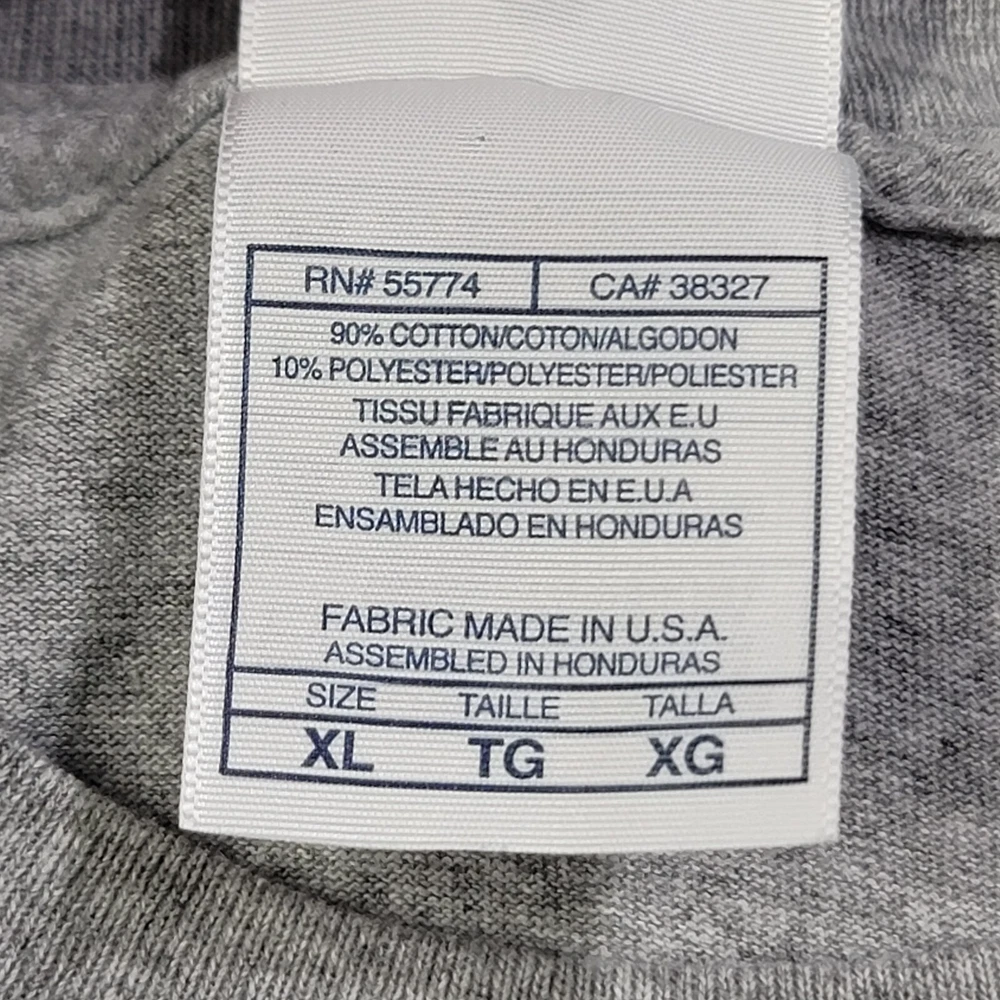 RN# 55774 CA# 38327
90% COTTON/COTON/ALGODON
10% POLYESTER/POLYESTER/POLIESTER
TISSU FABRIQUE AUX E.U
ASSEMBLE AU HONDURAS
TELA HECHO EN E.U.A
ENSAMBLADO EN HONDURAS
FABRIC MADE IN U.S.A.
ASSEMBLED IN HONDURAS
SIZE TAILLE TALLA
XL TG XG